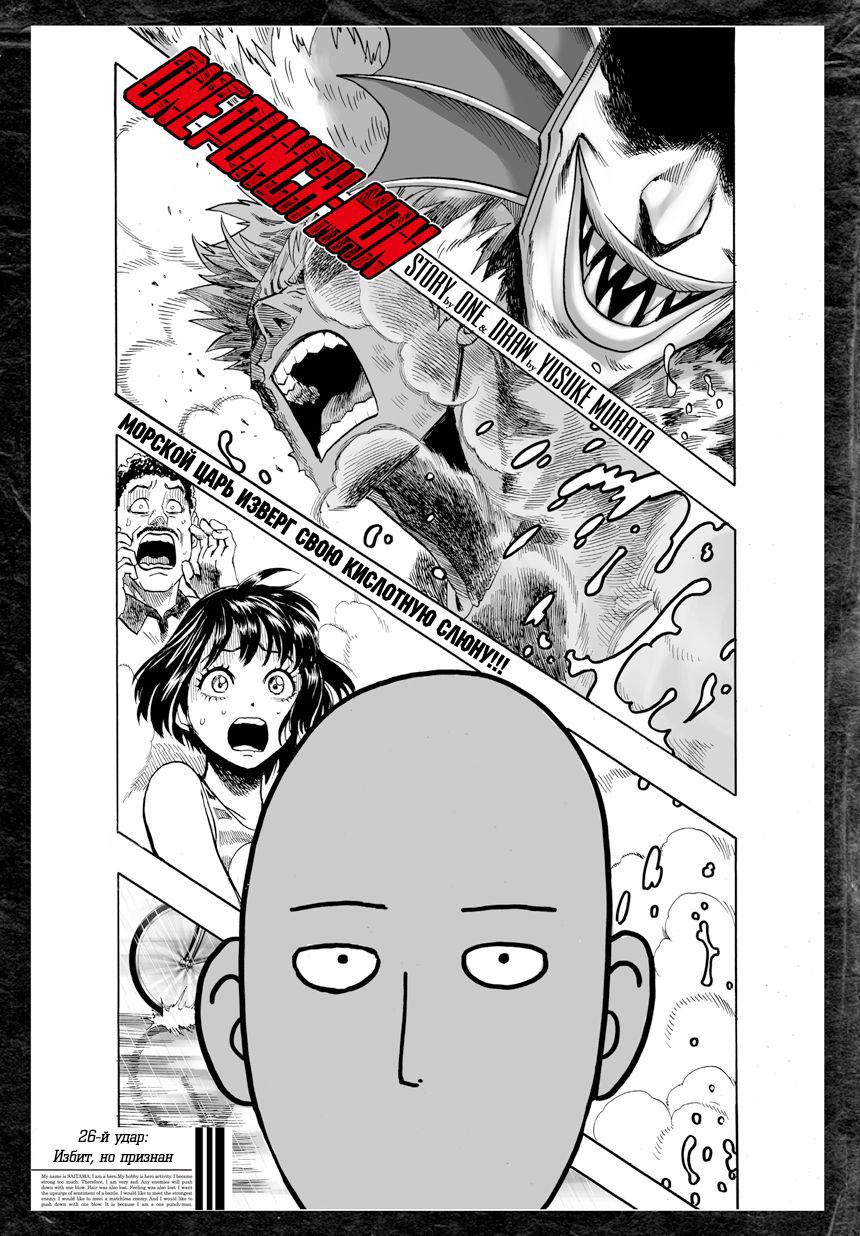 ONEPUNCH-MAN
STORY by ONE & DRAW by YUSUKE MURATA
МОРСКОЙ ЦАРЬ ИЗВЕРГ СВОЮ КИСЛОТНУЮ СЛЮНУ!!!
26-й удар:
Избит, но признан
My name is SAITAMA. I am a hero. My hobby is hero activity. I became
strong too much. Therefore, I am very sad. Any enemies will push
down with one blow. Hair was also lost. Feeling was also lost. I want
the upsurge of sentiment of a battle. I would like to meet the strongest
enemy. I would like to meet a matchless enemy. And I would like to
push down with one blow. It is because I am a one punch-man.